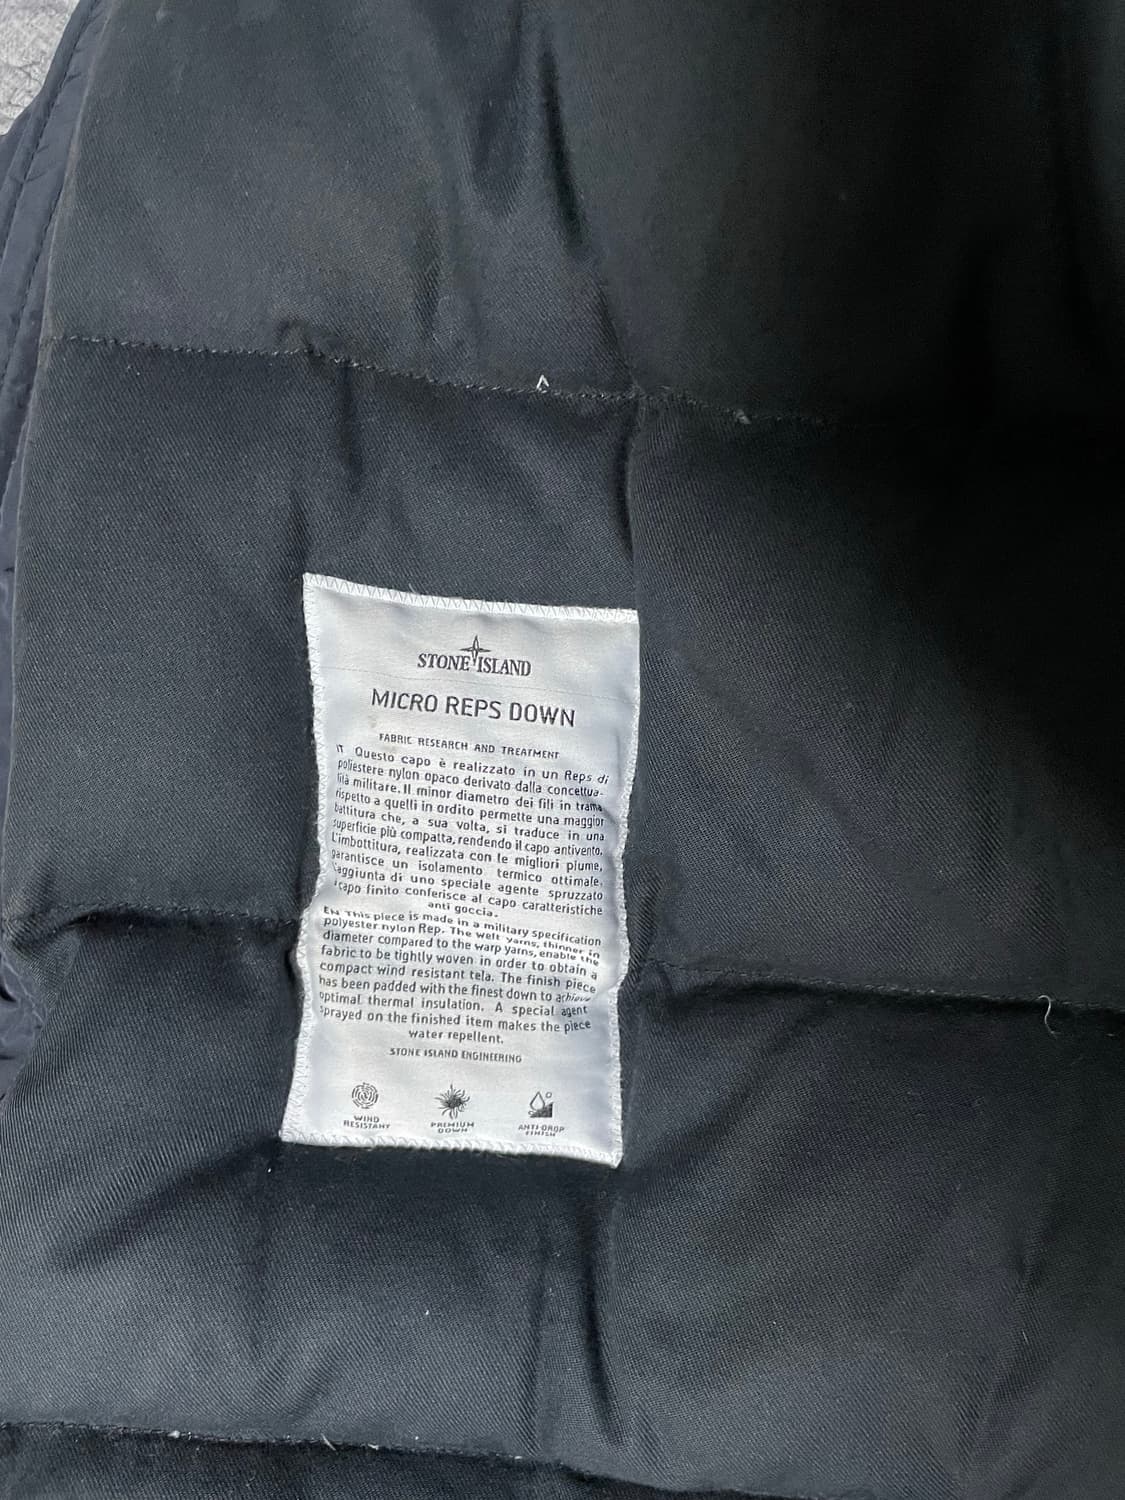 STONE ISLAND
MICRO REPS DOWN
FABRIC RESEARCH AND TREATMENT
IT Questo capo è realizzato in un Reps di
poliestere nylon opaco derivato dalla concettua-
lità militare. Il minor diametro dei fili in trama
rispetto a quelli in ordito permette una maggior
battitura che, a sua volta, si traduce in una
superficie più compatta, rendendo il capo antivento.
L'imbottitura, realizzata con le migliori piume,
garantisce un isolamento termico ottimale.
L'aggiunta di uno speciale agente spruzzato
capo finito conferisce al capo caratteristiche
anti goccia.
EN This piece is made in a military specification
polyester nylon Rep. The welt yarns, thinner in
diameter compared to the warp yarns, enable the
fabric to be tightly woven in order to obtain a
compact wind resistant tela. The finish piece
has been padded with the finest down to achieve
optimal thermal insulation. A special agent
sprayed on the finished item makes the piece
water repellent.
STONE ISLAND ENGINEERING
WIND
RESISTANT
PREMIUM
DOWN
ANTI-DROP
FINISH